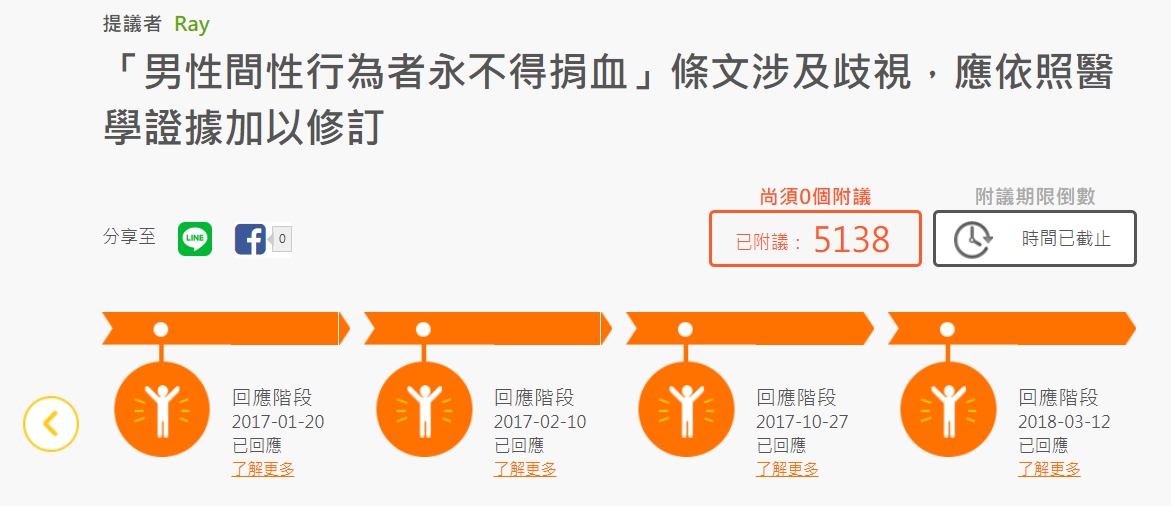 提議者 Ray
「男性間性行為者永不得捐血」條文涉及歧視，應依照醫
學證據加以修訂
尚須0個附議
附議期限倒數
分享至
LINE
0
已附議： 5138
時間已截止
回應階段
2017-01-20
已回應
了解更多
回應階段
2017-02-10
已回應
了解更多
回應階段
2017-10-27
已回應
了解更多
回應階段
2018-03-12
已回應
了解更多